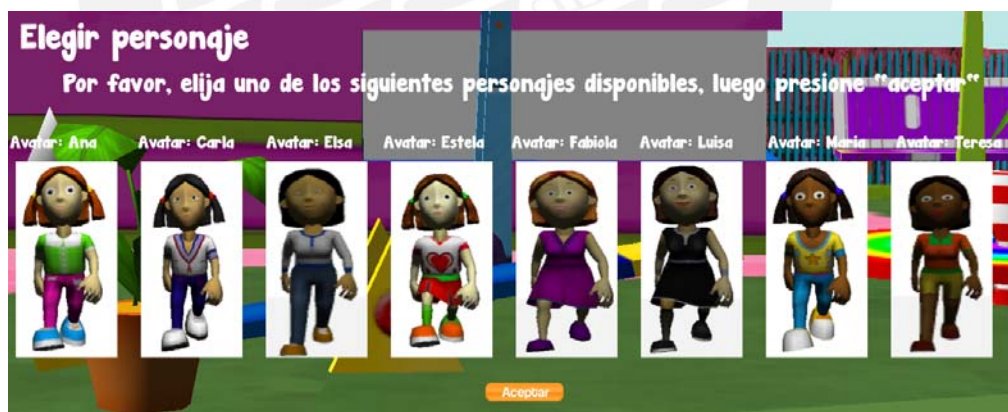 Elegir personaje
Por favor, elija uno de los siguientes personajes disponibles, luego presione "aceptar"
Avatar: Ana Avatar: Carla Avatar: Elsa Avatar: Estela Avatar: Fabiola Avatar: Luisa Avatar: Maria Avatar: Teresa
Aceptar